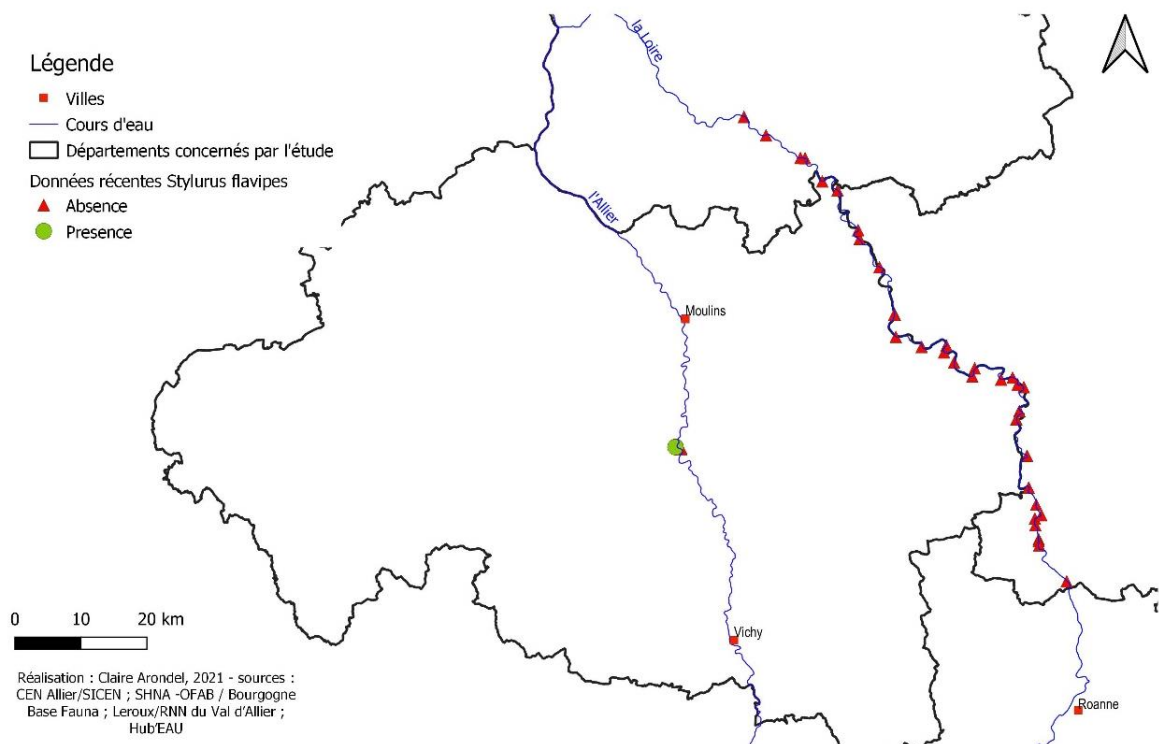 la Loire
Légende
Villes
Cours d'eau
Départements concernés par l'étude
Données récentes Stylurus flavipes
Absence
Presence
l'Allier
Moulins
0 10 20 km
Vichy
Réalisation : Claire Arondel, 2021 - sources :
CEN Allier/SICEN ; SHNA -OFAB / Bourgogne
Base Fauna ; Leroux/RNN du Val d'Allier ;
Hub'EAU
Roanne